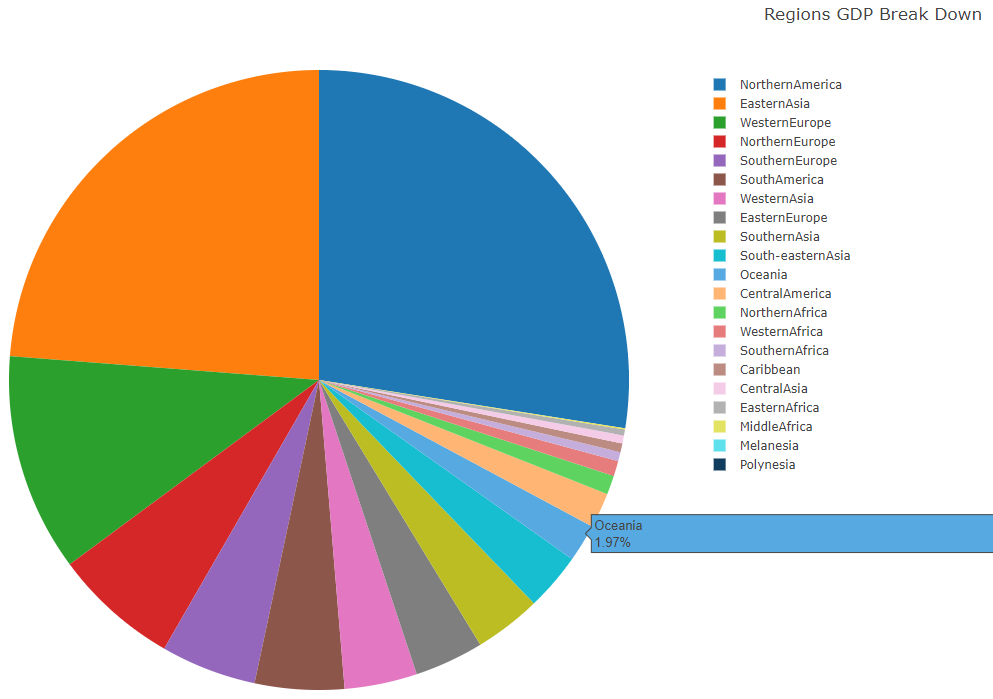 Regions GDP Break Down
NorthernAmerica
EasternAsia
WesternEurope
NorthernEurope
SouthernEurope
SouthAmerica
WesternAsia
EasternEurope
SouthernAsia
South-easternAsia
Oceania
CentralAmerica
NorthernAfrica
WesternAfrica
SouthernAfrica
Caribbean
CentralAsia
EasternAfrica
MiddleAfrica
Melanesia
Polynesia
Oceania
1.97%